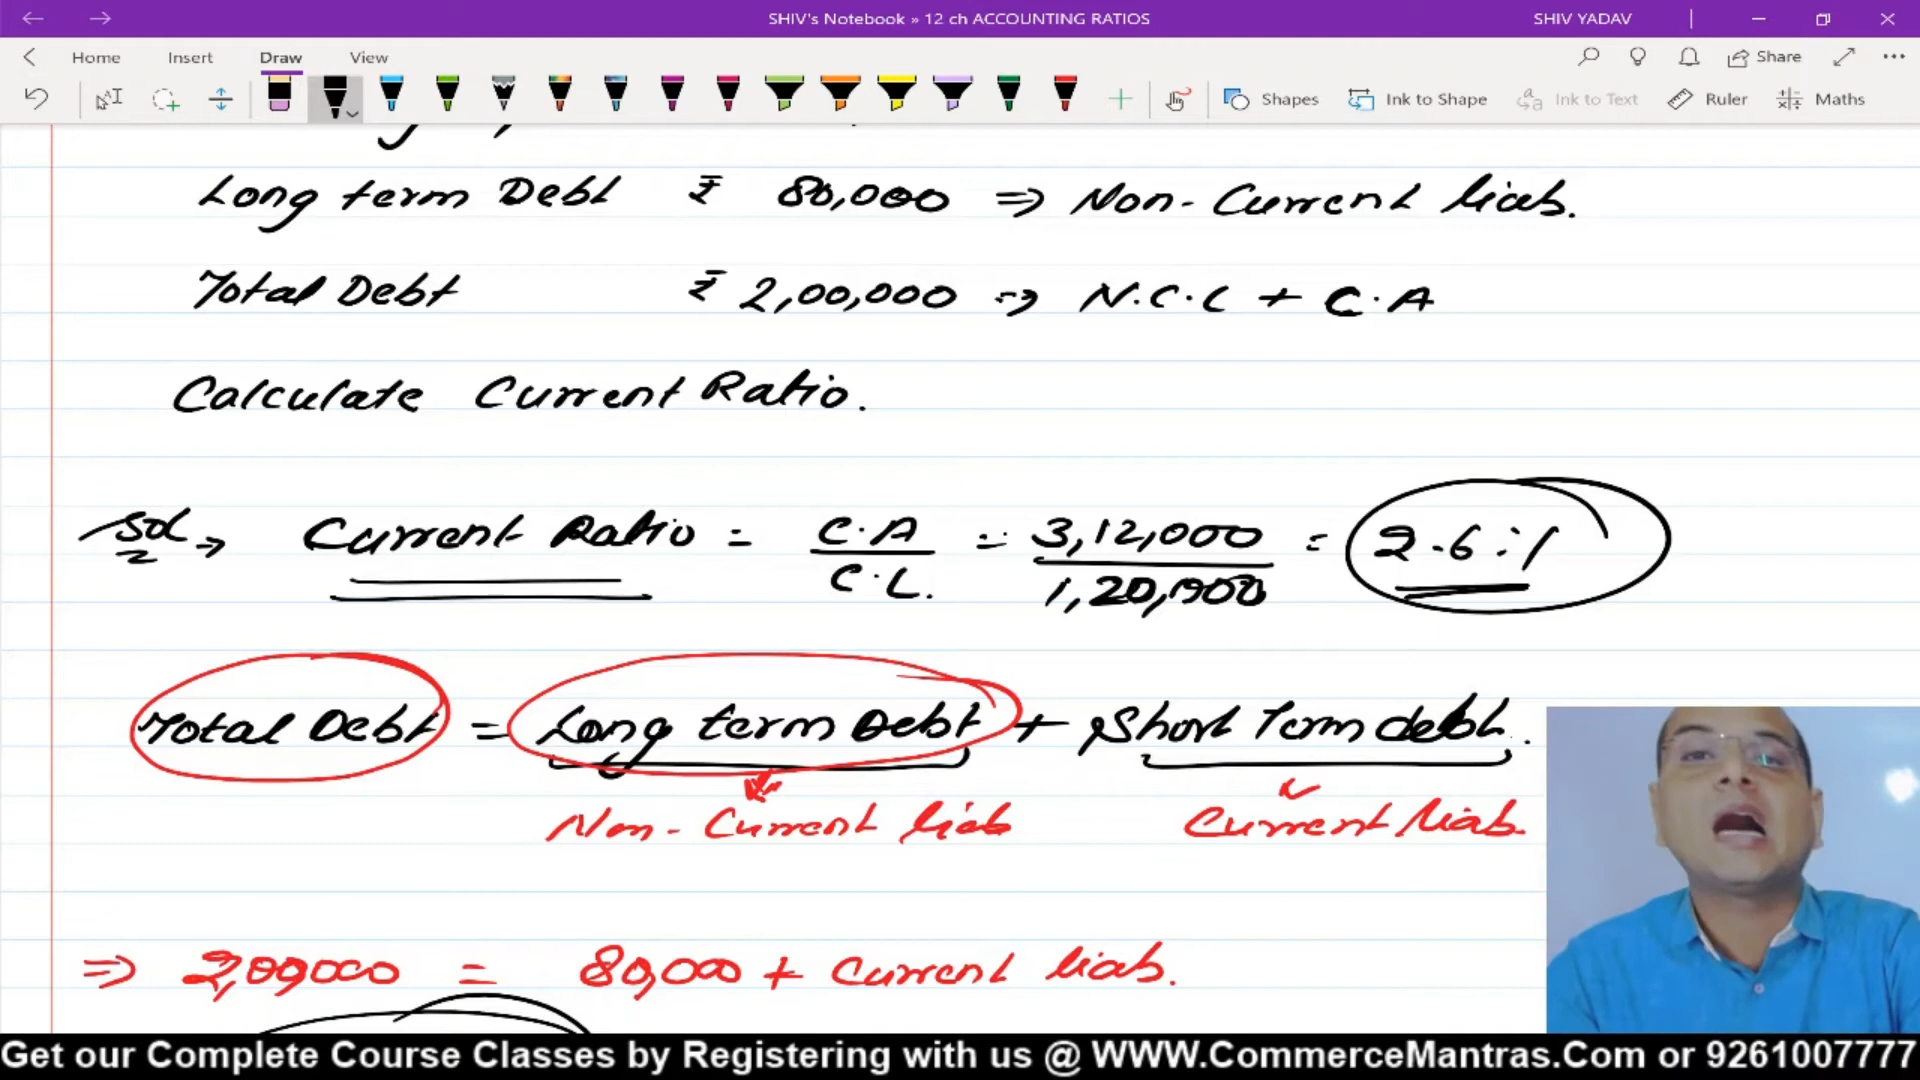 SHIV's Notebook » 12 ch ACCOUNTING RATIOS
SHIV YADAV
Home Insert Draw View
Share
Shapes Ink to Shape Ink to Text Ruler Maths
Long term Debt ₹ 80,000 ⇒ Non-Current liab.
Total Debt ₹ 2,00,000 ⇒ N.C.L + C.A
Calculate Current Ratio.
Sol → Current Ratio = C.A / C.L. = 3,12,000 / 1,20,000 = 2.6:1
Total Debt = Long term Debt + Short Term debt.
Non-Current liab Current liab.
⇒ 2,00,000 = 80,000 + Current liab.
Get our Complete Course Classes by Registering with us @ WWW.CommerceMantras.Com or 9261007777